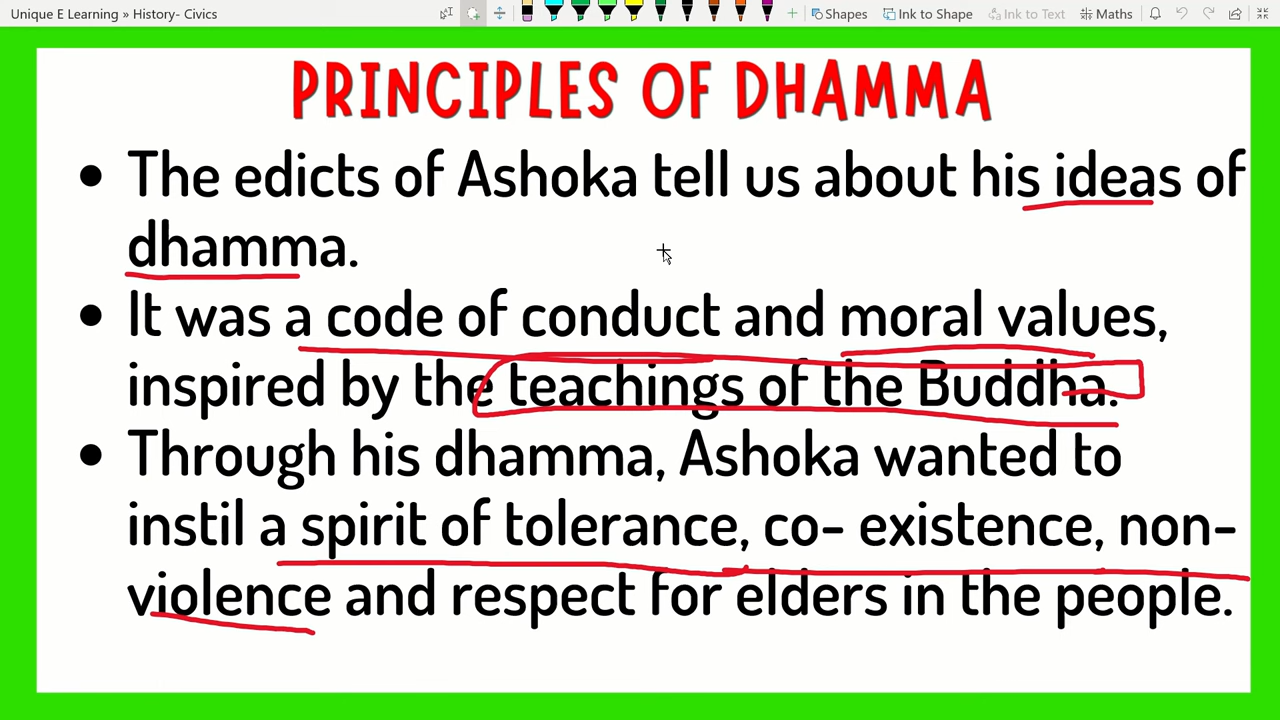 Unique E Learning » History- Civics
Shapes Ink to Shape Ink to Text Maths
PRINCIPLES OF DHAMMA
• The edicts of Ashoka tell us about his ideas of
dhamma.
• It was a code of conduct and moral values,
inspired by the teachings of the Buddha.
• Through his dhamma, Ashoka wanted to
instil a spirit of tolerance, co- existence, non-
violence and respect for elders in the people.